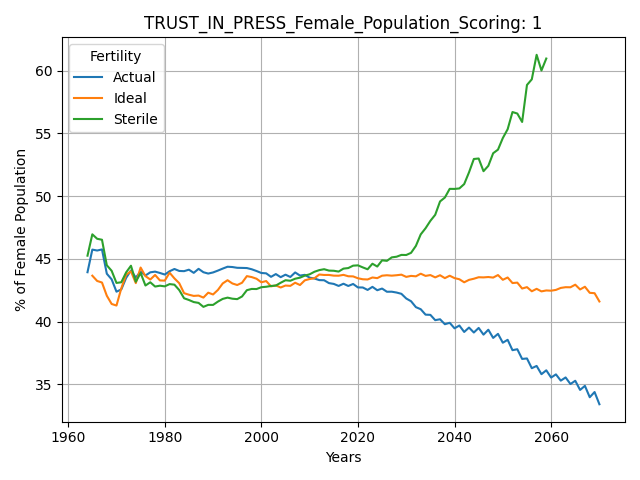 TRUST_IN_PRESS_Female_Population_Scoring: 1
Fertility
Actual
Ideal
Sterile
% of Female Population
60
55
50
45
40
35
1960
1980
2000
2020
2040
2060
Years